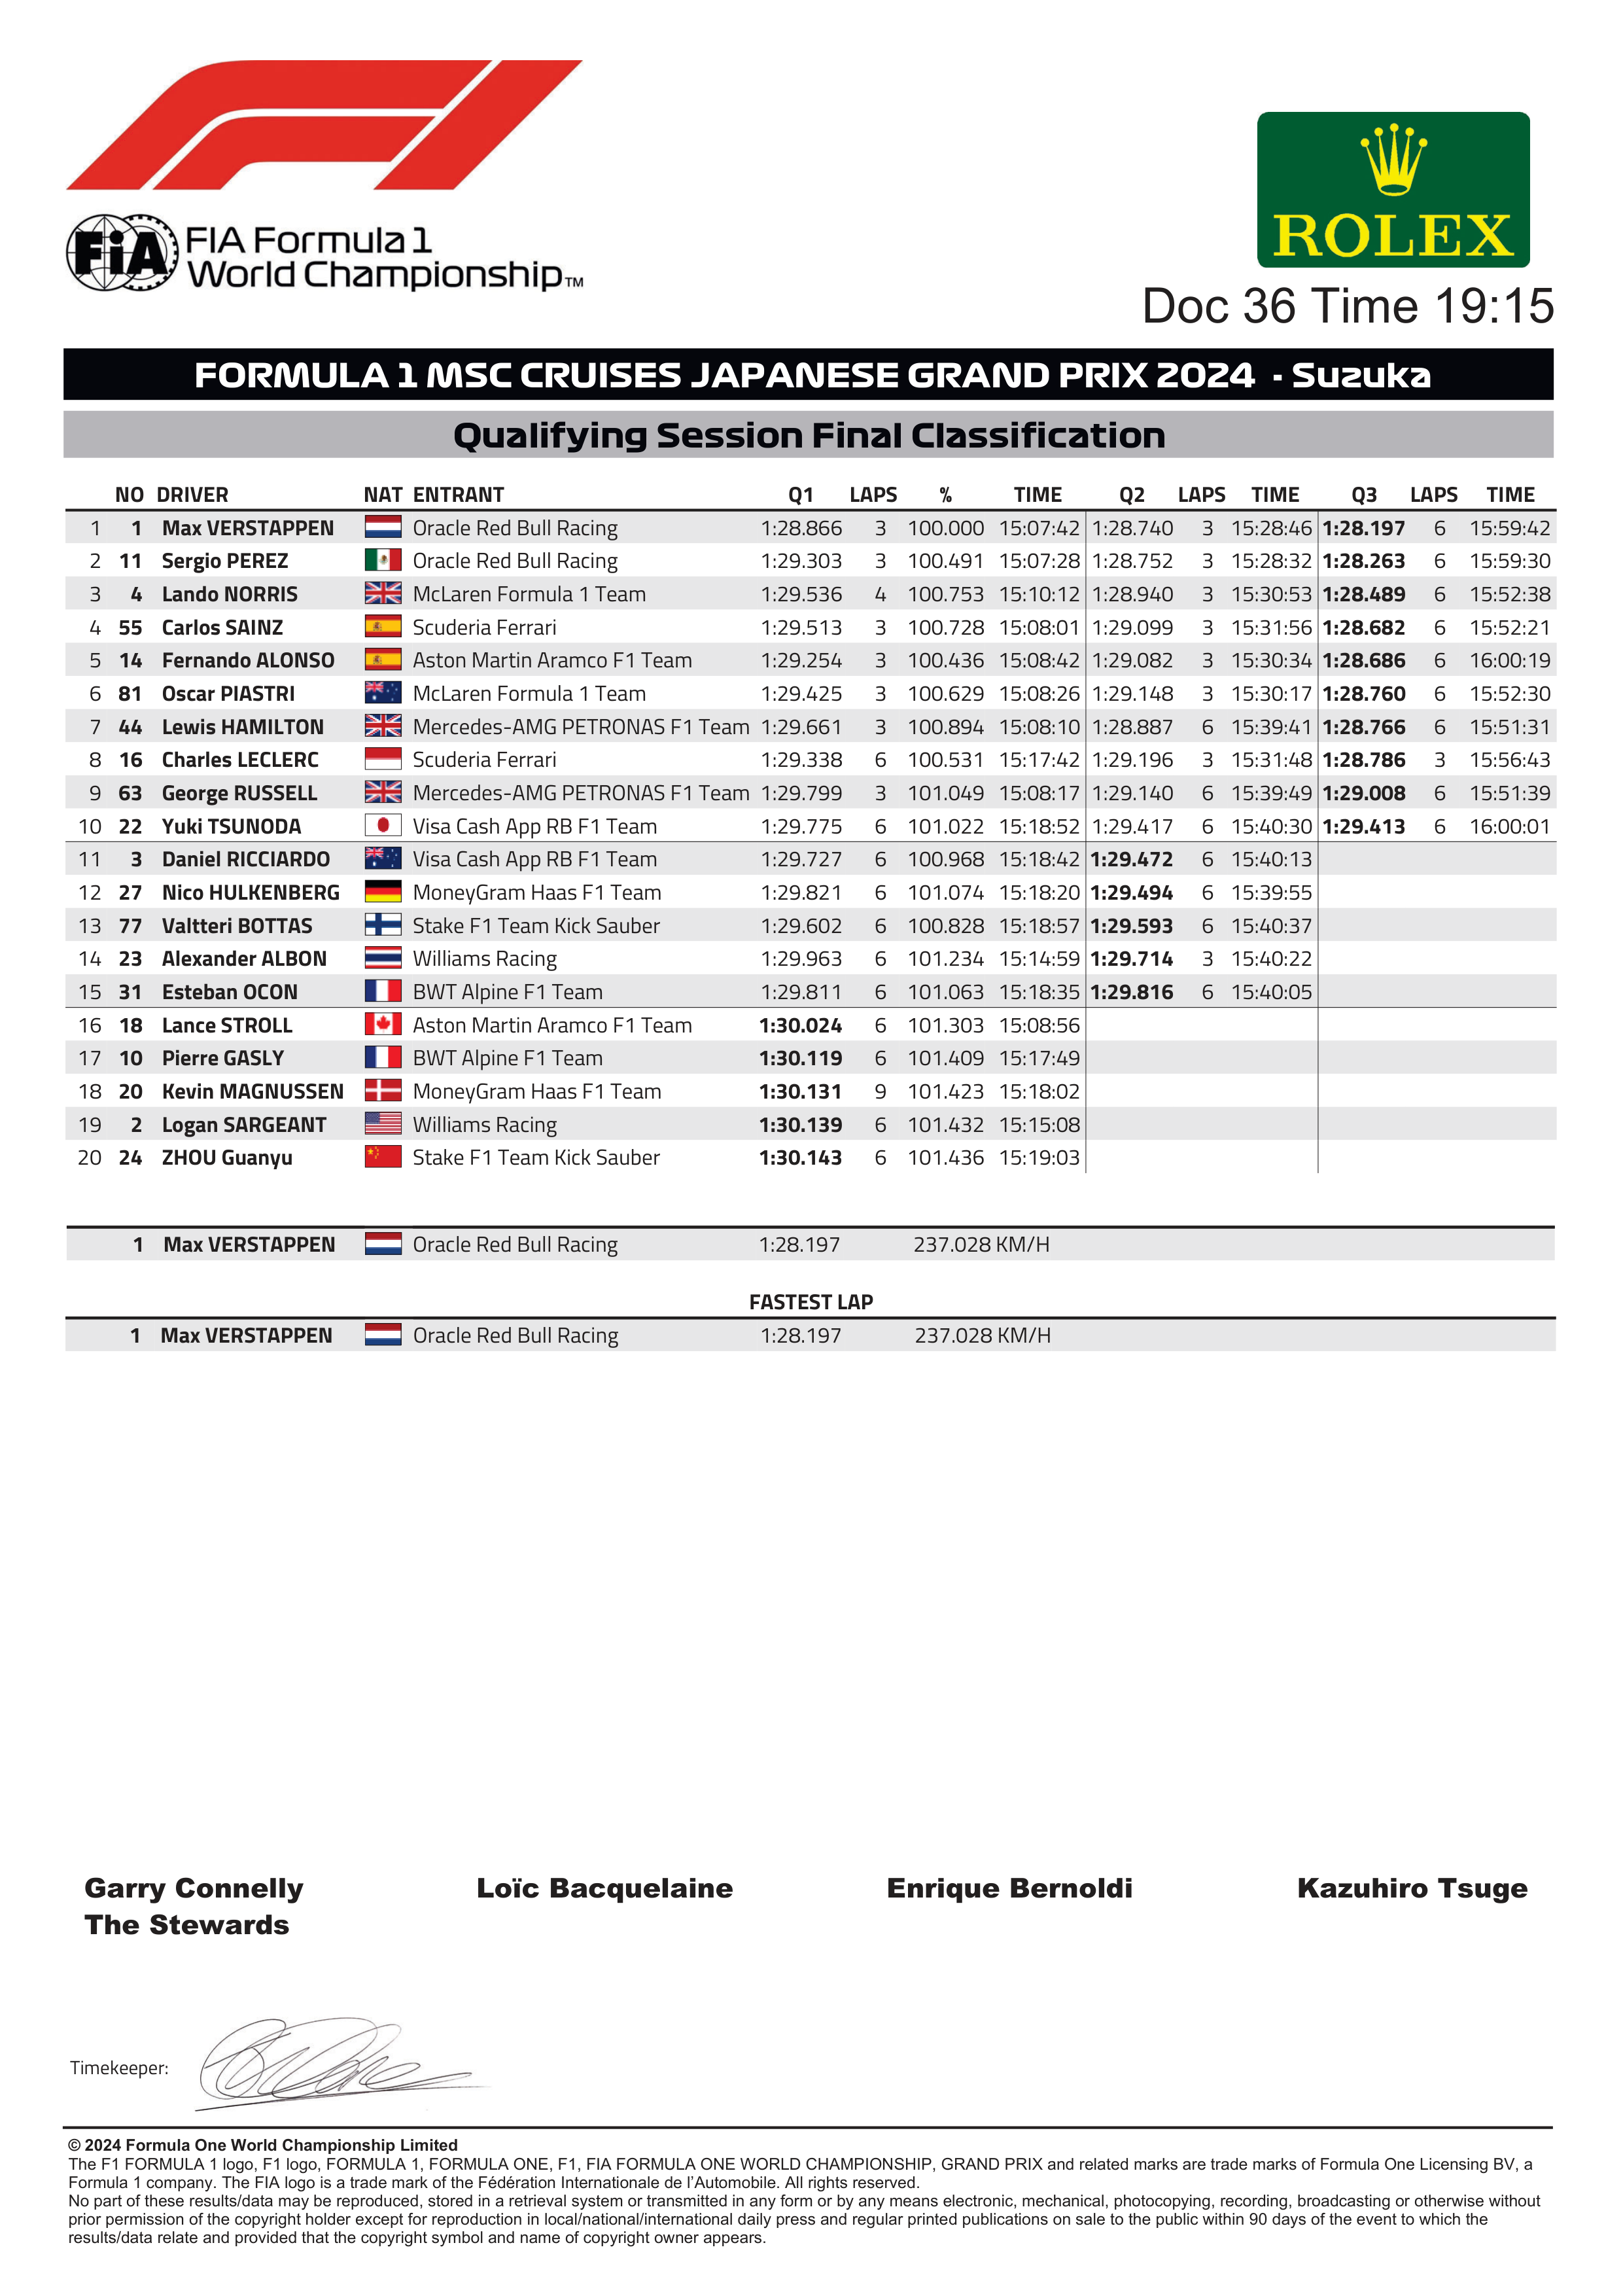 FiA FIA Formula 1
World Championship™
ROLEX
Doc 36 Time 19:15
FORMULA 1 MSC CRUISES JAPANESE GRAND PRIX 2024 - Suzuka
Qualifying Session Final Classification
NO DRIVER NAT ENTRANT Q1 LAPS % TIME Q2 LAPS TIME Q3 LAPS TIME
1 1 Max VERSTAPPEN Oracle Red Bull Racing 1:28.866 3 100.000 15:07:42 1:28.740 3 15:28:46 1:28.197 6 15:59:42
2 11 Sergio PEREZ Oracle Red Bull Racing 1:29.303 3 100.491 15:07:28 1:28.752 3 15:28:32 1:28.263 6 15:59:30
3 4 Lando NORRIS McLaren Formula 1 Team 1:29.536 4 100.753 15:10:12 1:28.940 3 15:30:53 1:28.489 6 15:52:38
4 55 Carlos SAINZ Scuderia Ferrari 1:29.513 3 100.728 15:08:01 1:29.099 3 15:31:56 1:28.682 6 15:52:21
5 14 Fernando ALONSO Aston Martin Aramco F1 Team 1:29.254 3 100.436 15:08:42 1:29.082 3 15:30:34 1:28.686 6 16:00:19
6 81 Oscar PIASTRI McLaren Formula 1 Team 1:29.425 3 100.629 15:08:26 1:29.148 3 15:30:17 1:28.760 6 15:52:30
7 44 Lewis HAMILTON Mercedes-AMG PETRONAS F1 Team 1:29.661 3 100.894 15:08:10 1:28.887 6 15:39:41 1:28.766 6 15:51:31
8 16 Charles LECLERC Scuderia Ferrari 1:29.338 6 100.531 15:17:42 1:29.196 3 15:31:48 1:28.786 3 15:56:43
9 63 George RUSSELL Mercedes-AMG PETRONAS F1 Team 1:29.799 3 101.049 15:08:17 1:29.140 6 15:39:49 1:29.008 6 15:51:39
10 22 Yuki TSUNODA Visa Cash App RB F1 Team 1:29.775 6 101.022 15:18:52 1:29.417 6 15:40:30 1:29.413 6 16:00:01
11 3 Daniel RICCIARDO Visa Cash App RB F1 Team 1:29.727 6 100.968 15:18:42 1:29.472 6 15:40:13
12 27 Nico HULKENBERG MoneyGram Haas F1 Team 1:29.821 6 101.074 15:18:20 1:29.494 6 15:39:55
13 77 Valtteri BOTTAS Stake F1 Team Kick Sauber 1:29.602 6 100.828 15:18:57 1:29.593 6 15:40:37
14 23 Alexander ALBON Williams Racing 1:29.963 6 101.234 15:14:59 1:29.714 3 15:40:22
15 31 Esteban OCON BWT Alpine F1 Team 1:29.811 6 101.063 15:18:35 1:29.816 6 15:40:05
16 18 Lance STROLL Aston Martin Aramco F1 Team 1:30.024 6 101.303 15:08:56
17 10 Pierre GASLY BWT Alpine F1 Team 1:30.119 6 101.409 15:17:49
18 20 Kevin MAGNUSSEN MoneyGram Haas F1 Team 1:30.131 9 101.423 15:18:02
19 2 Logan SARGEANT Williams Racing 1:30.139 6 101.432 15:15:08
20 24 ZHOU Guanyu Stake F1 Team Kick Sauber 1:30.143 6 101.436 15:19:03
1 Max VERSTAPPEN Oracle Red Bull Racing 1:28.197 237.028 KM/H
FASTEST LAP
1 Max VERSTAPPEN Oracle Red Bull Racing 1:28.197 237.028 KM/H
Garry Connelly Loïc Bacquelaine Enrique Bernoldi Kazuhiro Tsuge
The Stewards
Timekeeper:
© 2024 Formula One World Championship Limited
The F1 FORMULA 1 logo, F1 logo, FORMULA 1, FORMULA ONE, F1, FIA FORMULA ONE WORLD CHAMPIONSHIP, GRAND PRIX and related marks are trade marks of Formula One Licensing BV, a
Formula 1 company. The FIA logo is a trade mark of the Fédération Internationale de l'Automobile. All rights reserved.
No part of these results/data may be reproduced, stored in a retrieval system or transmitted in any form or by any means electronic, mechanical, photocopying, recording, broadcasting or otherwise without
prior permission of the copyright holder except for reproduction in local/national/international daily press and regular printed publications on sale to the public within 90 days of the event to which the
results/data relate and provided that the copyright symbol and name of copyright owner appears.